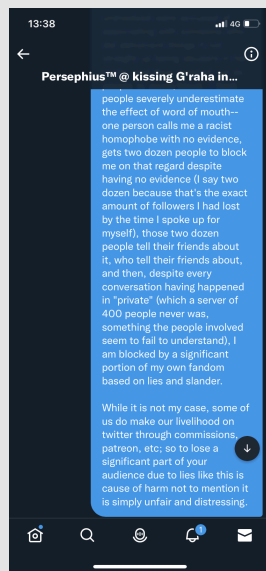 13:38
4G
Persephius™ @ kissing G'raha in...
people severely underestimate
the effect of word of mouth--
one person calls me a racist
homophobe with no evidence,
gets two dozen people to block
me on that regard despite
having no evidence (I say two
dozen because that's the exact
amount of followers I had lost
by the time I spoke up for
myself), those two dozen
people tell their friends about
it, who tell their friends about,
and then, despite every
conversation having happened
in "private" (which a server of
400 people never was,
something the people involved
seem to fail to understand), I
am blocked by a significant
portion of my own fandom
based on lies and slander.
While it is not my case, some of
us do make our livelihood on
twitter through commissions,
patreon, etc; so to lose a
significant part of your
audience due to lies like this is
cause of harm not to mention it
is simply unfair and distressing.
1